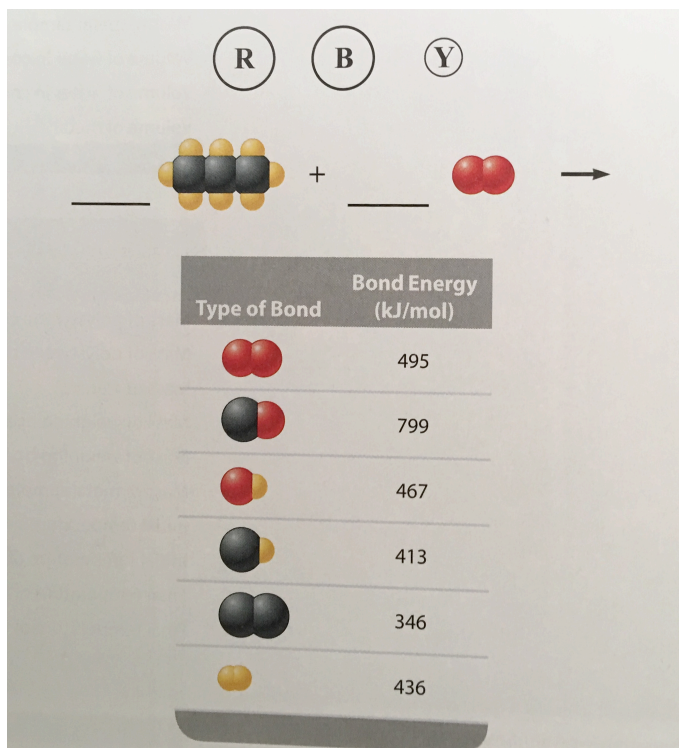 R B Y
+
Type of Bond
Bond Energy
(kJ/mol)
495
799
467
413
346
436